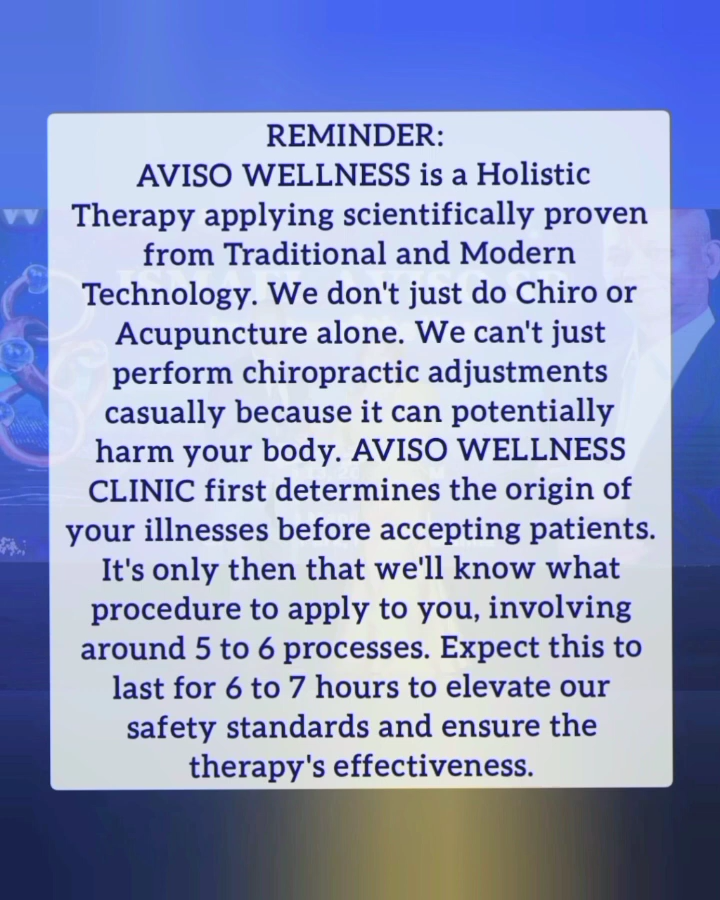 REMINDER:
AVISO WELLNESS is a Holistic
Therapy applying scientifically proven
from Traditional and Modern
Technology. We don't just do Chiro or
Acupuncture alone. We can't just
perform chiropractic adjustments
casually because it can potentially
harm your body. AVISO WELLNESS
CLINIC first determines the origin of
your illnesses before accepting patients.
It's only then that we'll know what
procedure to apply to you, involving
around 5 to 6 processes. Expect this to
last for 6 to 7 hours to elevate our
safety standards and ensure the
therapy's effectiveness.